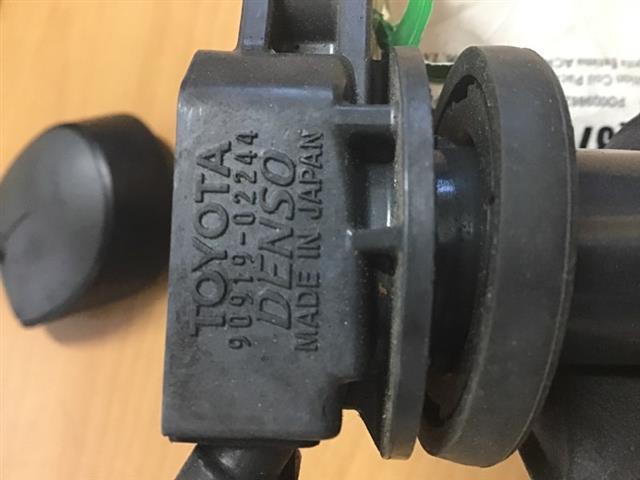 TOYOTA
90919-02244
DENSO
MADE IN JAPAN